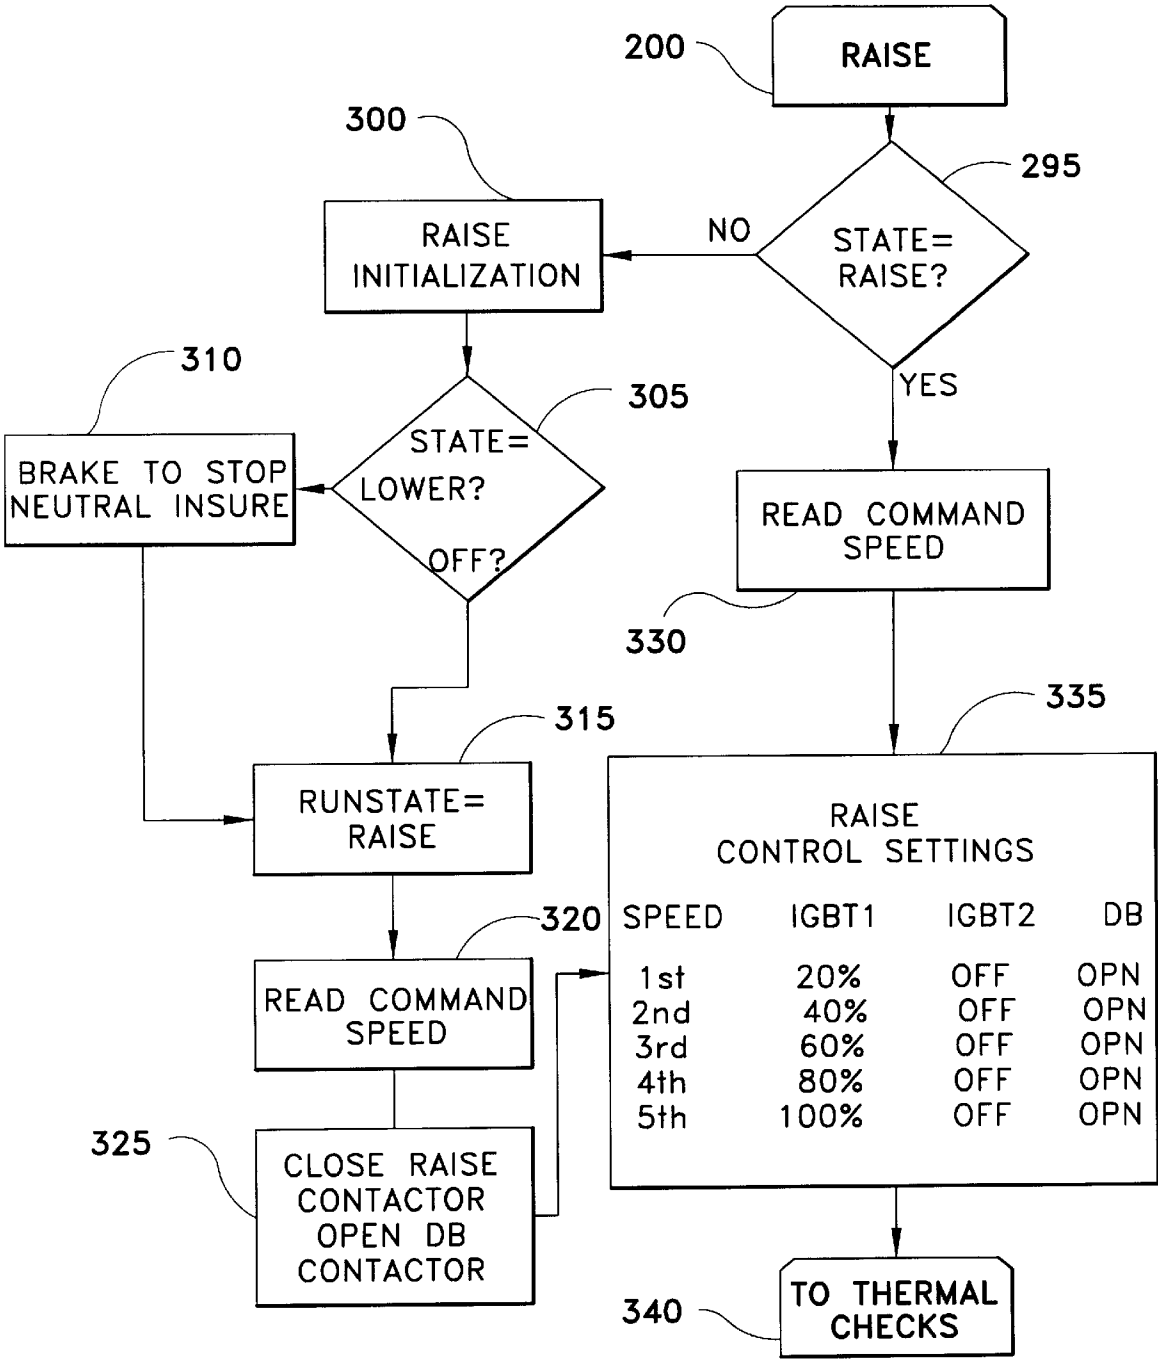 200
RAISE
300
295
STATE=
RAISE?
NO
YES
RAISE
INITIALIZATION
310
305
STATE=
LOWER?
OFF?
BRAKE TO STOP
NEUTRAL INSURE
READ COMMAND
SPEED
330
315
RUNSTATE=
RAISE
320
READ COMMAND
SPEED
325
CLOSE RAISE
CONTACTOR
OPEN DB
CONTACTOR
335
RAISE
CONTROL SETTINGS
SPEED IGBT1 IGBT2 DB
1st 20% OFF OPN
2nd 40% OFF OPN
3rd 60% OFF OPN
4th 80% OFF OPN
5th 100% OFF OPN
340
TO THERMAL
CHECKS